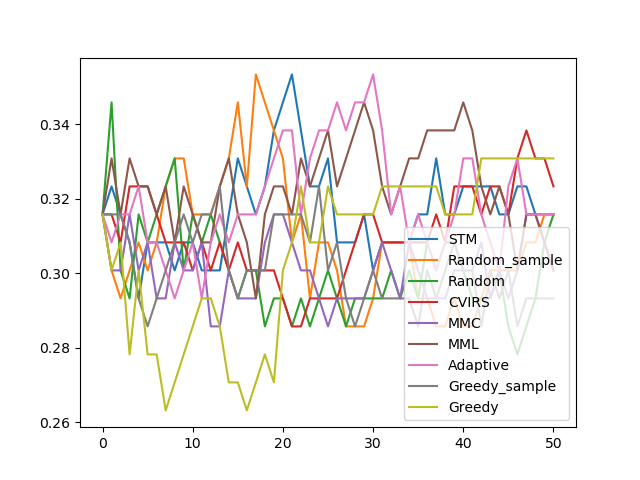 0.34
0.32
0.30
0.28
0.26
0
10
20
30
40
50
STM
Random_sample
Random
CVIRS
MMC
MML
Adaptive
Greedy_sample
Greedy